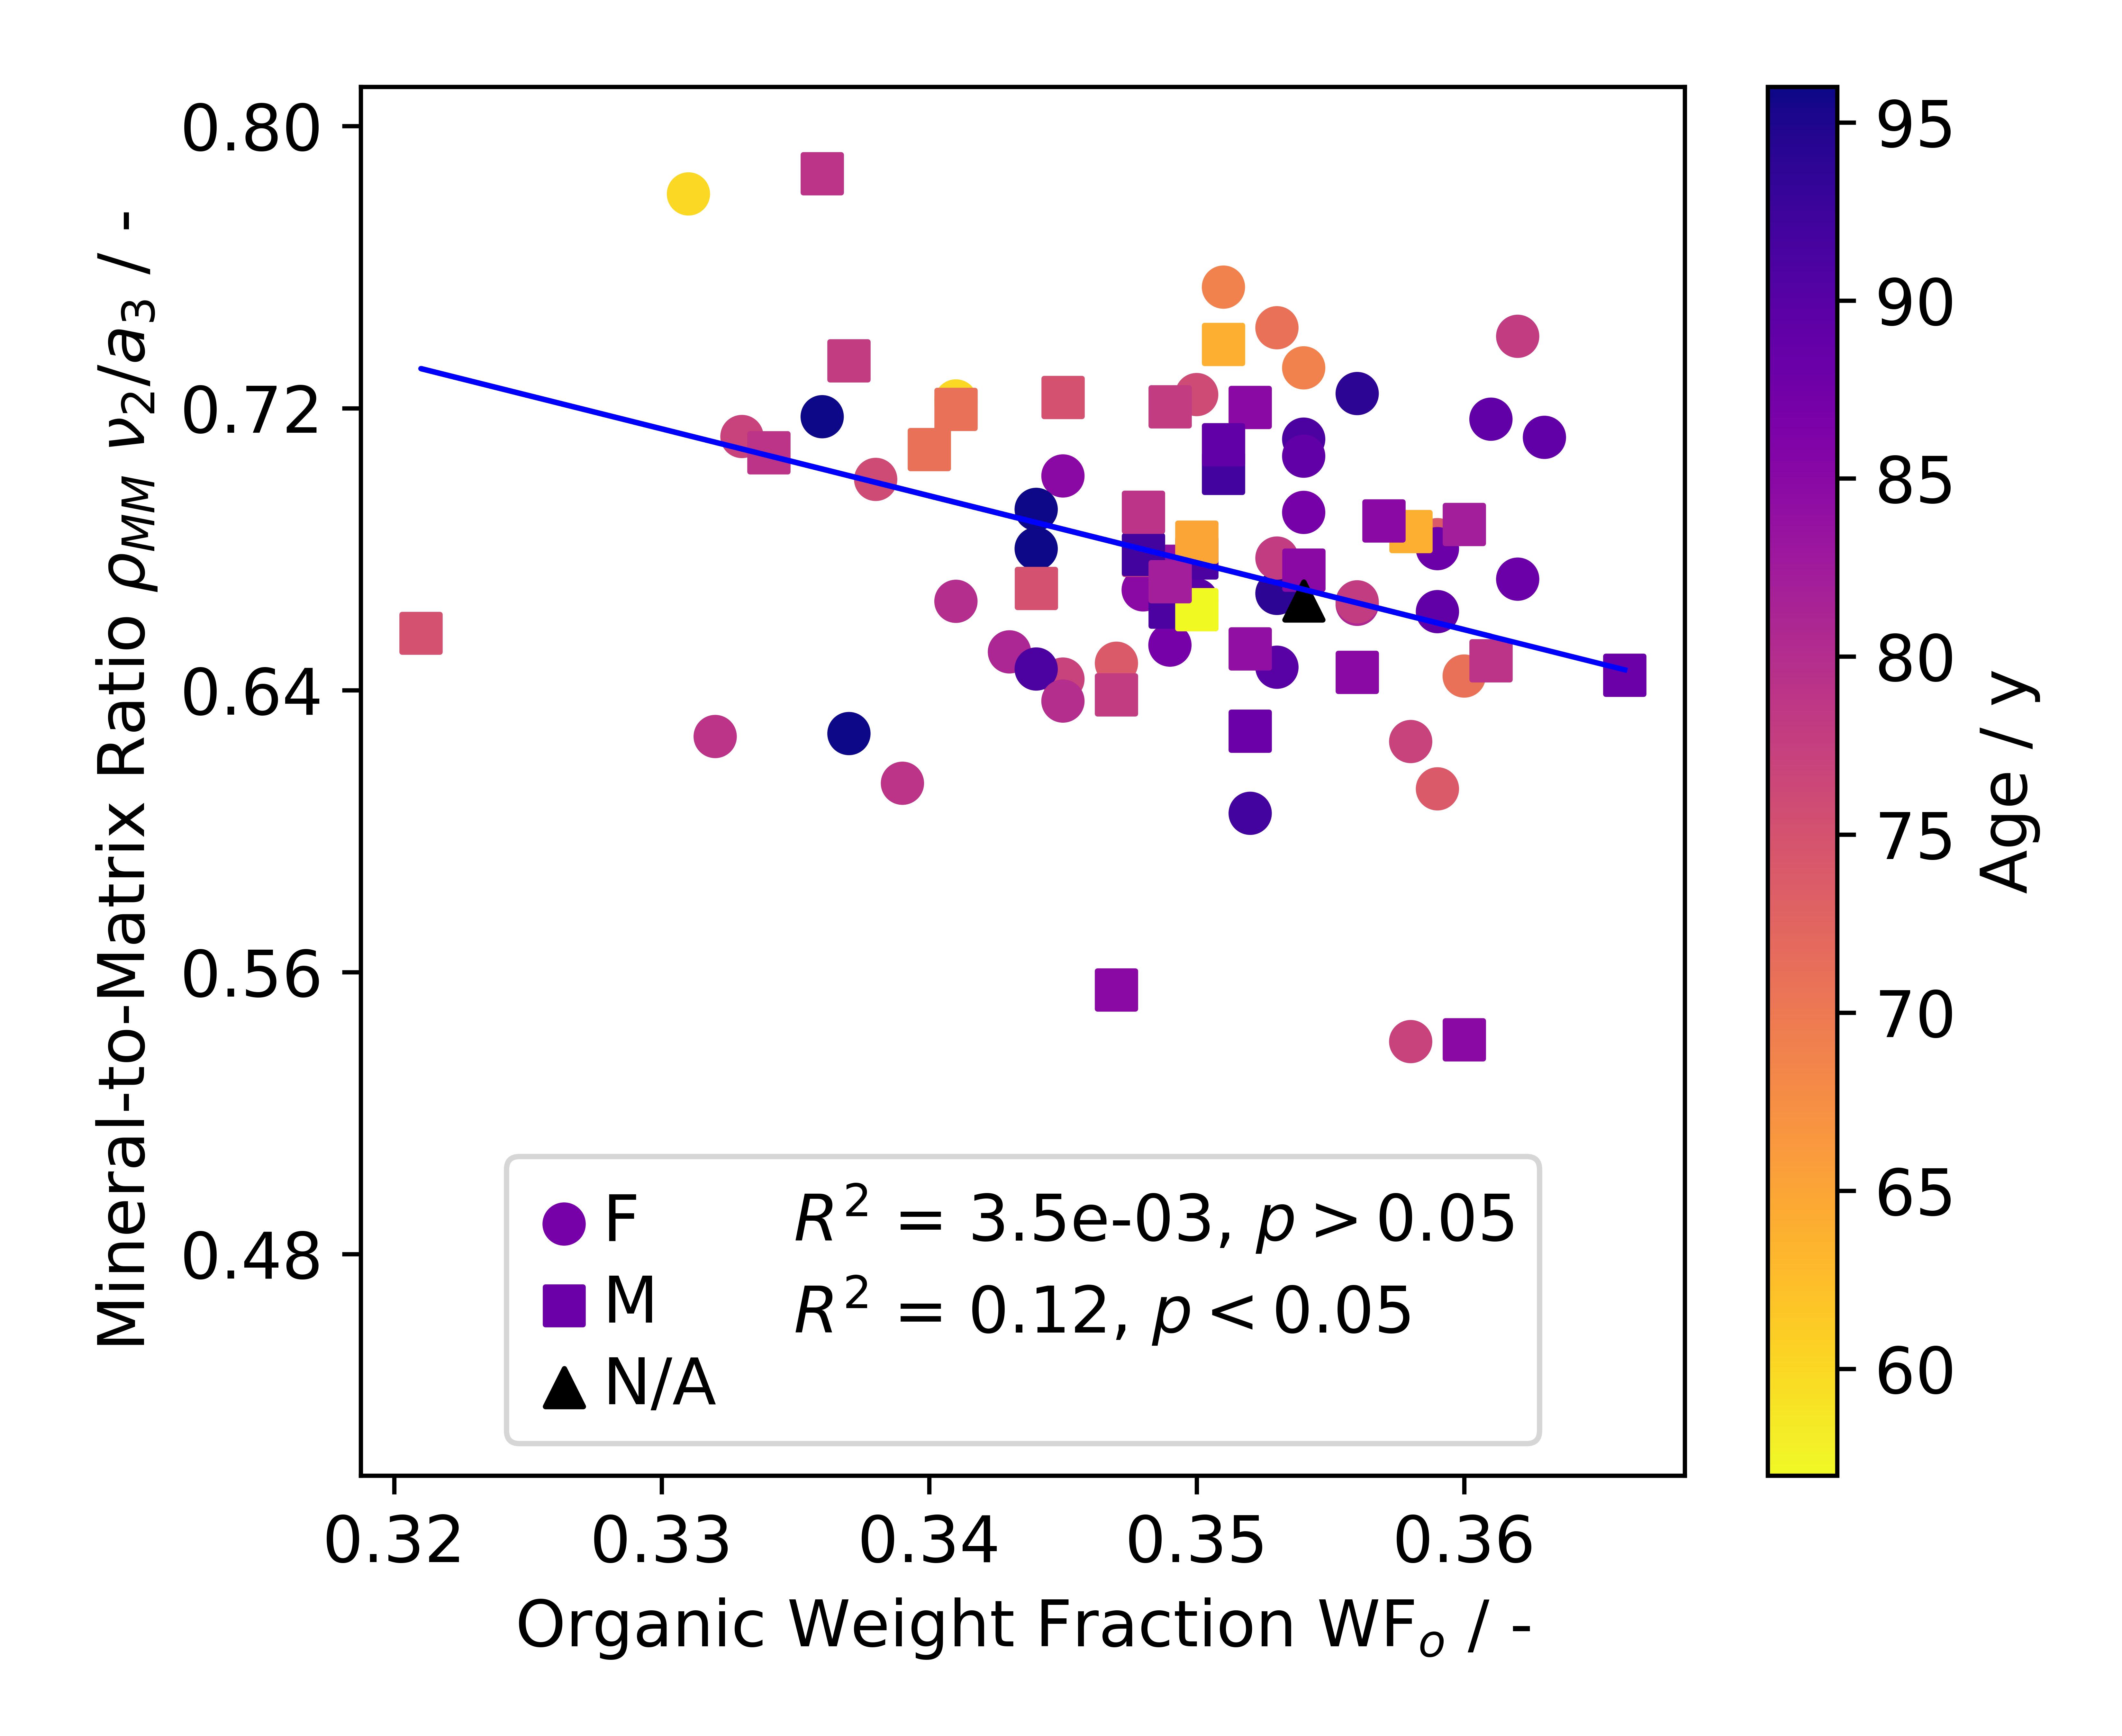 Mineral-to-Matrix Ratio ρ_MM ν₂/a₃ / -
0.80
0.72
0.64
0.56
0.48
F R² = 3.5e-03, p > 0.05
M R² = 0.12, p < 0.05
N/A
0.32 0.33 0.34 0.35 0.36
Organic Weight Fraction WFₒ / -
95
90
85
80
75
70
65
60
Age / y